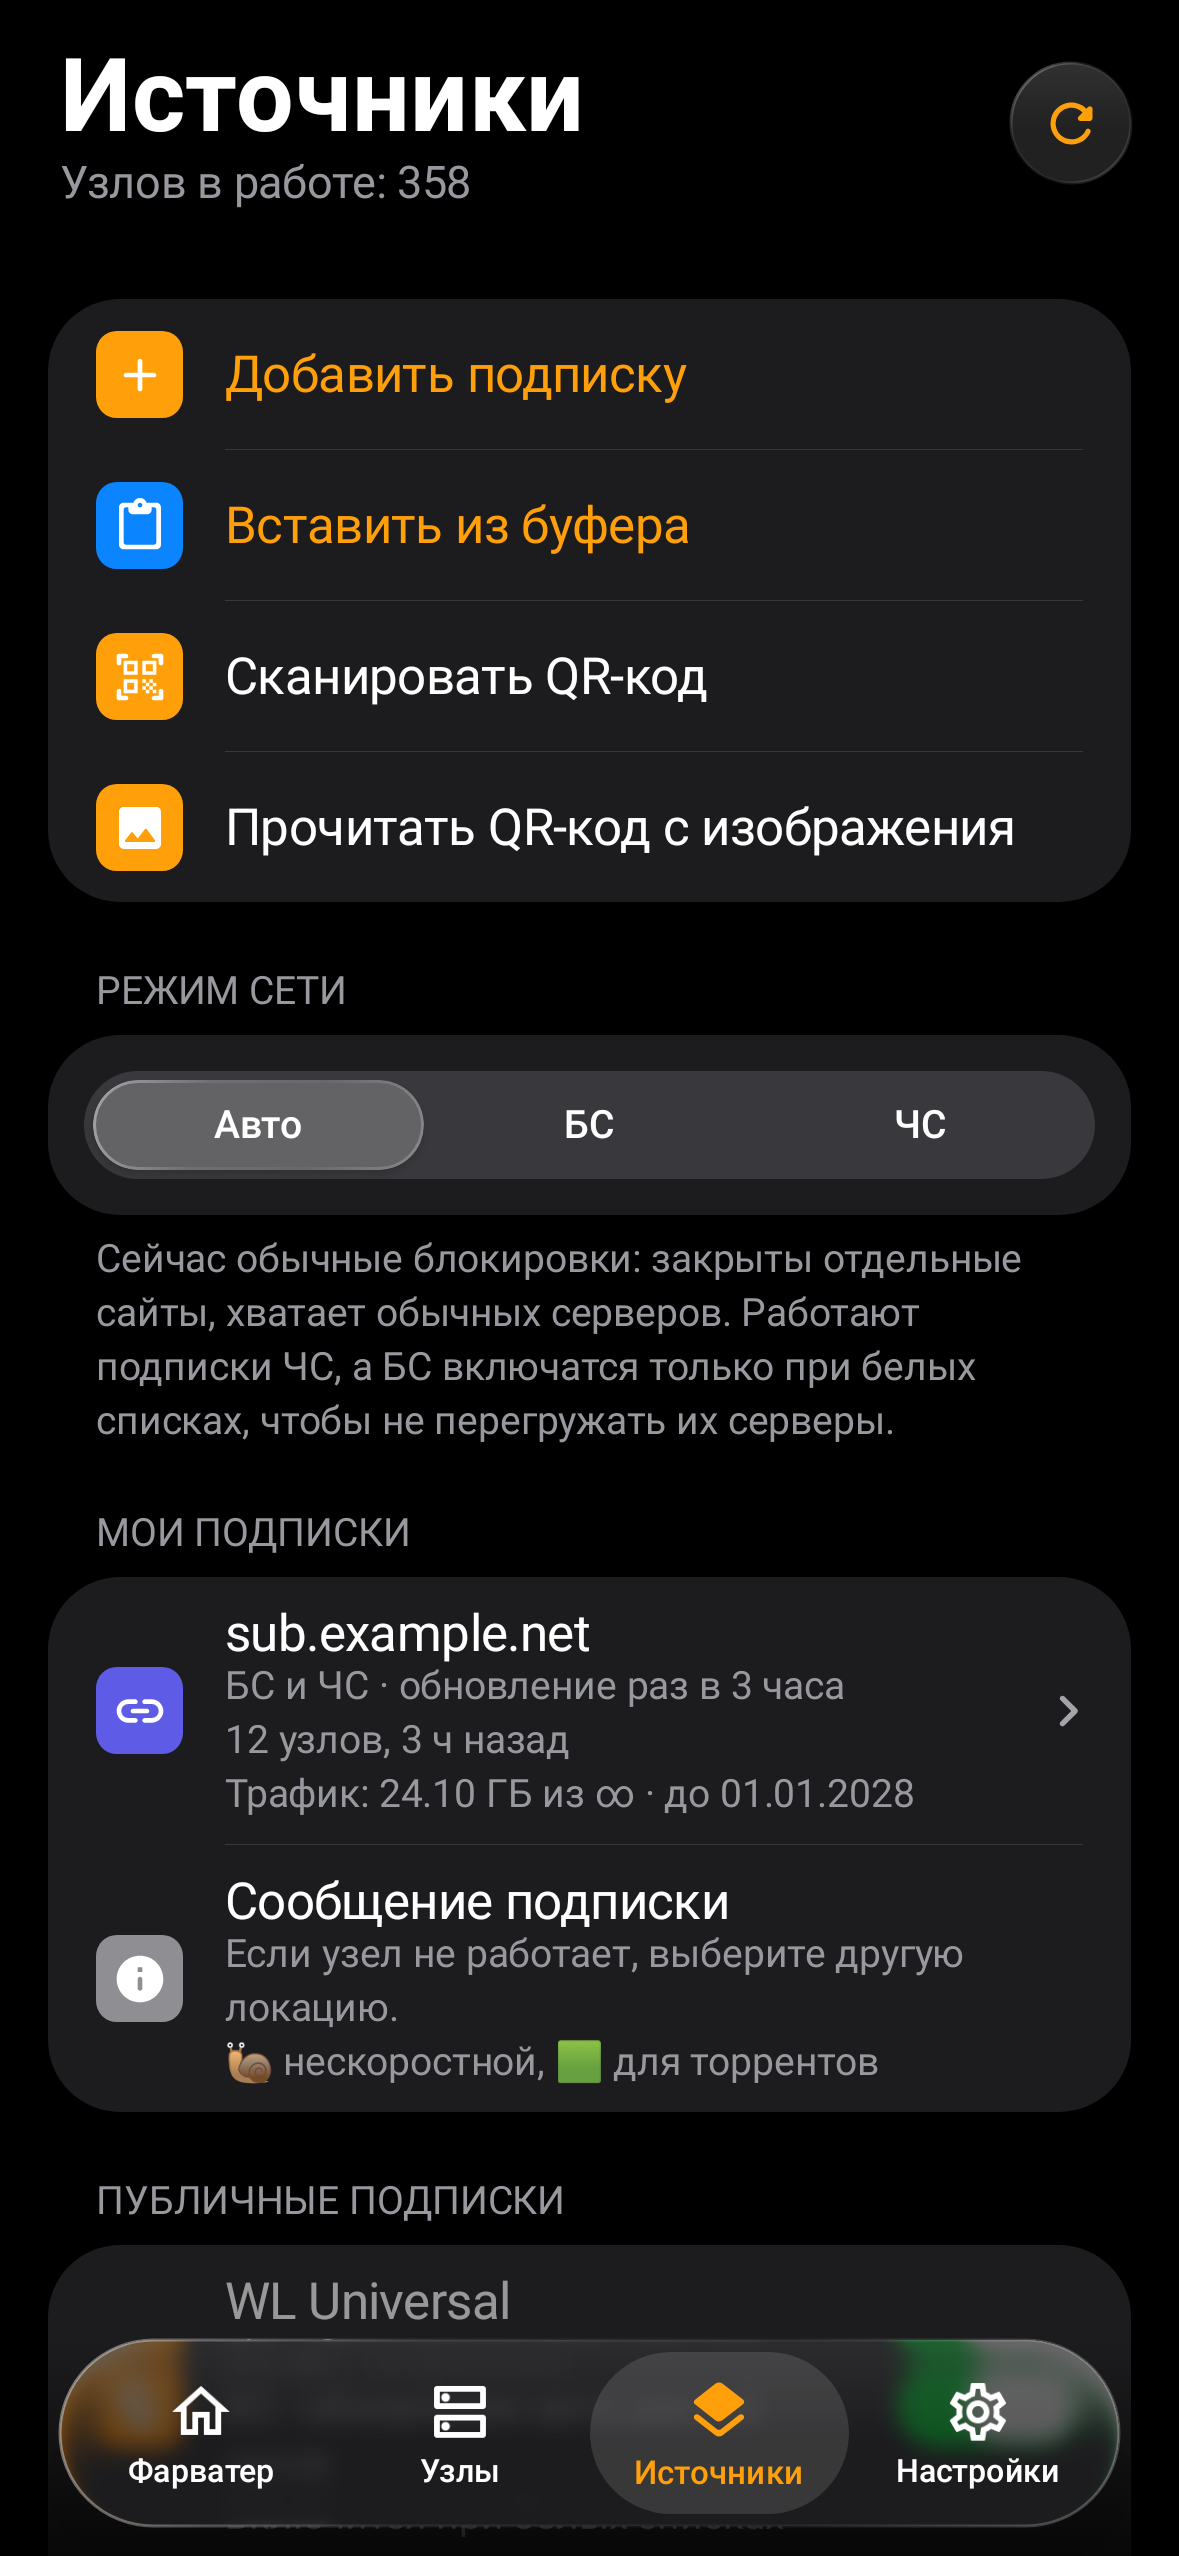 Источники
Узлов в работе: 358
Добавить подписку
Вставить из буфера
Сканировать QR-код
Прочитать QR-код с изображения
РЕЖИМ СЕТИ
Авто БС ЧС
Сейчас обычные блокировки: закрыты отдельные
сайты, хватает обычных серверов. Работают
подписки ЧС, а БС включатся только при белых
списках, чтобы не перегружать их серверы.
МОИ ПОДПИСКИ
sub.example.net
БС и ЧС · обновление раз в 3 часа
12 узлов, 3 ч назад
Трафик: 24.10 ГБ из ∞ · до 01.01.2028
Сообщение подписки
Если узел не работает, выберите другую
локацию.
🐌 нескоростной, 🟩 для торрентов
ПУБЛИЧНЫЕ ПОДПИСКИ
WL Universal
Фарватер Узлы Источники Настройки